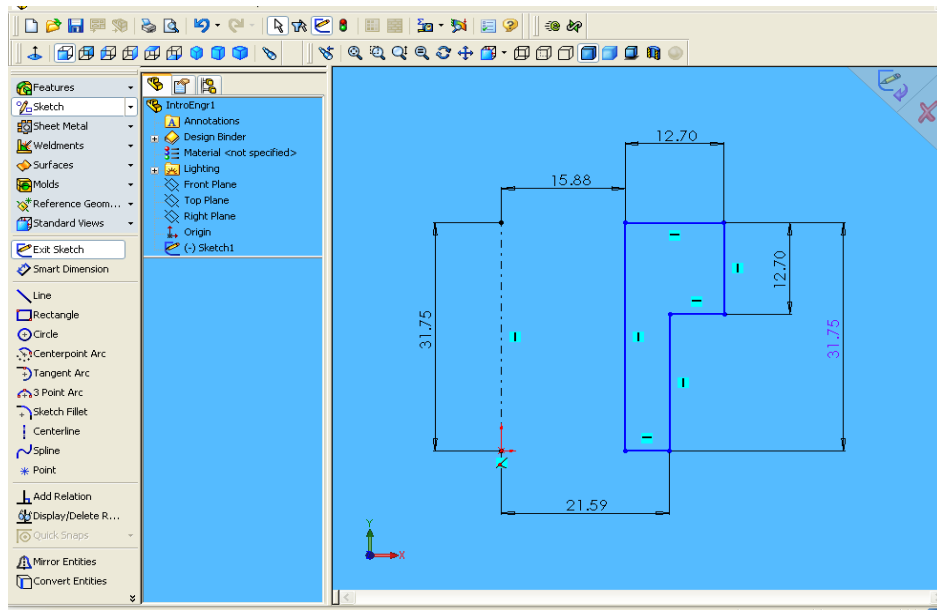 Features
Sketch
Sheet Metal
Weldments
Surfaces
Molds
Reference Geom...
Standard Views
Exit Sketch
Smart Dimension
Line
Rectangle
Circle
Centerpoint Arc
Tangent Arc
3 Point Arc
Sketch Fillet
Centerline
Spline
Point
Add Relation
Display/Delete R...
Quick Snaps
Mirror Entities
Convert Entities
IntroEngr1
A Annotations
Design Binder
Material <not specified>
Lighting
Front Plane
Top Plane
Right Plane
Origin
(-) Sketch1
12.70
15.88
12.70
31.75
31.75
21.59
Y
X